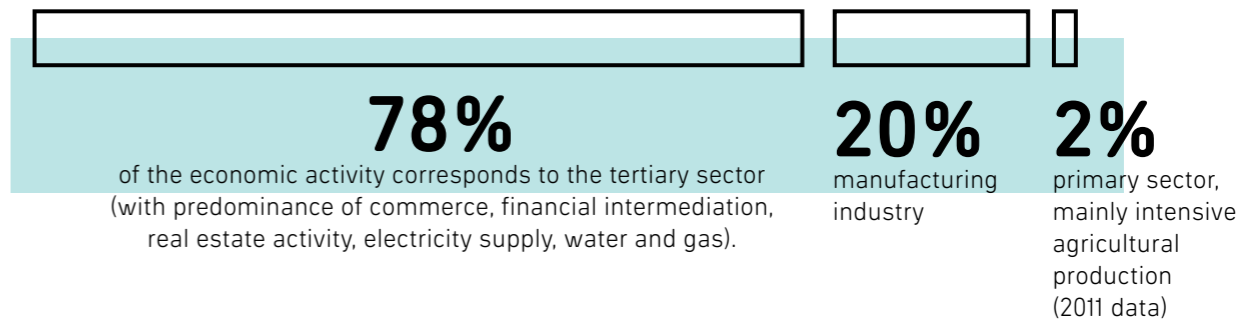 78%
of the economic activity corresponds to the tertiary sector
(with predominance of commerce, financial intermediation,
real estate activity, electricity supply, water and gas).
20%
manufacturing
industry
2%
primary sector,
mainly intensive
agricultural
production
(2011 data)